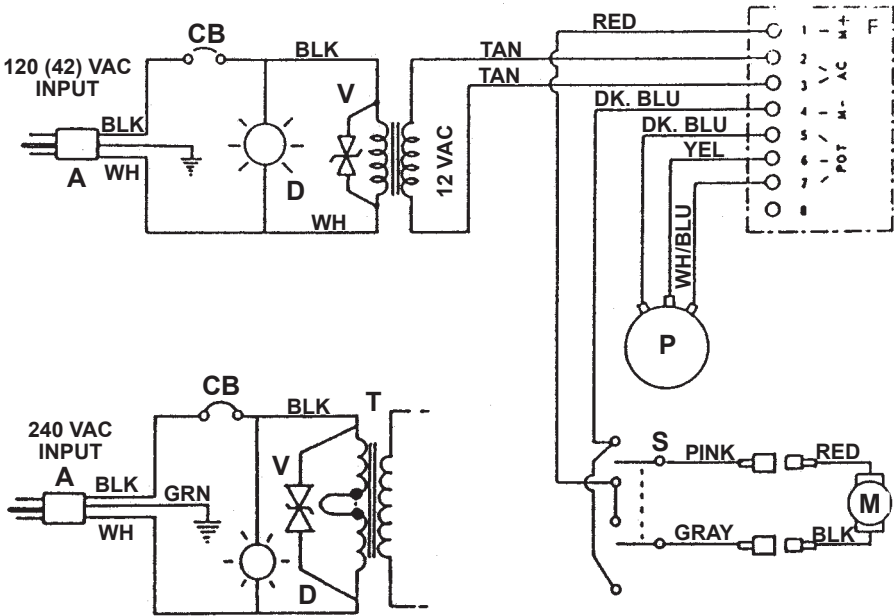 CB
BLK
120 (42) VAC
INPUT
BLK
A
WH
V
D
WH
12 VAC
TAN
TAN
RED
DK. BLU
DK. BLU
YEL
WH/BLU
P
F
1 M+
2
3 AC
4 M-
5
6 POT
7
8
CB
BLK
T
240 VAC
INPUT
A
BLK
GRN
WH
V
D
S
PINK
RED
M
GRAY
BLK